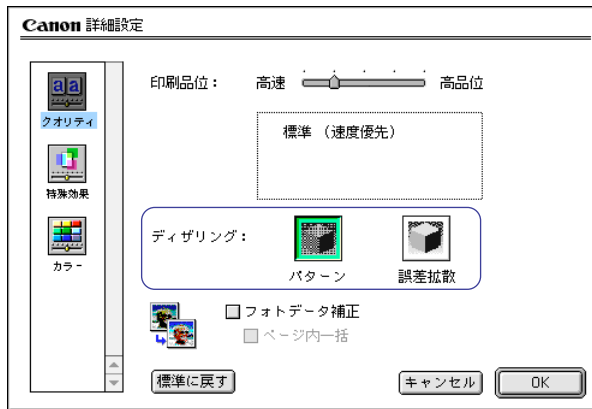 Canon 詳細設定
クオリティ
特殊効果
カラー
印刷品位： 高速 高品位
標準 （速度優先）
ディザリング：
パターン 誤差拡散
フォトデータ補正
ページ内一括
標準に戻す キャンセル OK